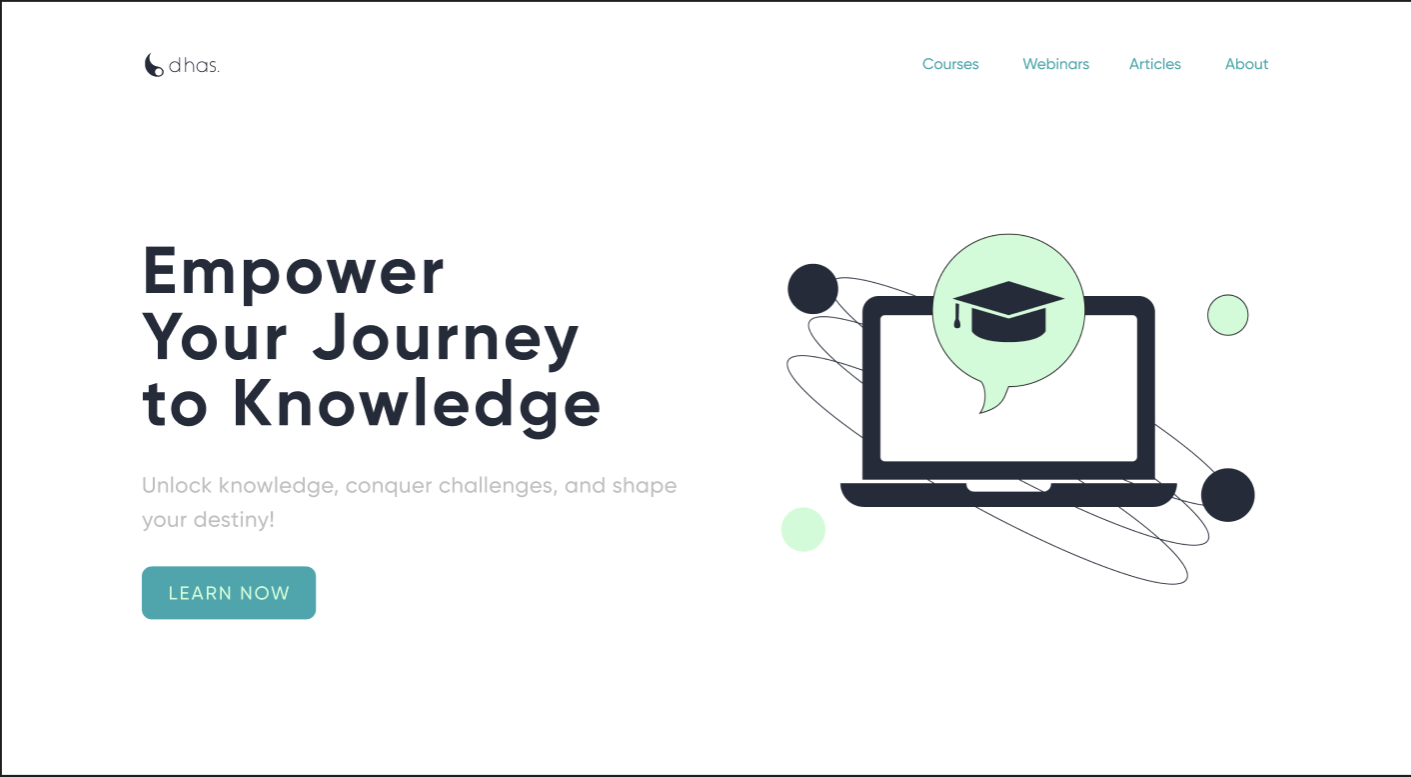 dhas.
Courses Webinars Articles About
Empower
Your Journey
to Knowledge
Unlock knowledge, conquer challenges, and shape
your destiny!
LEARN NOW